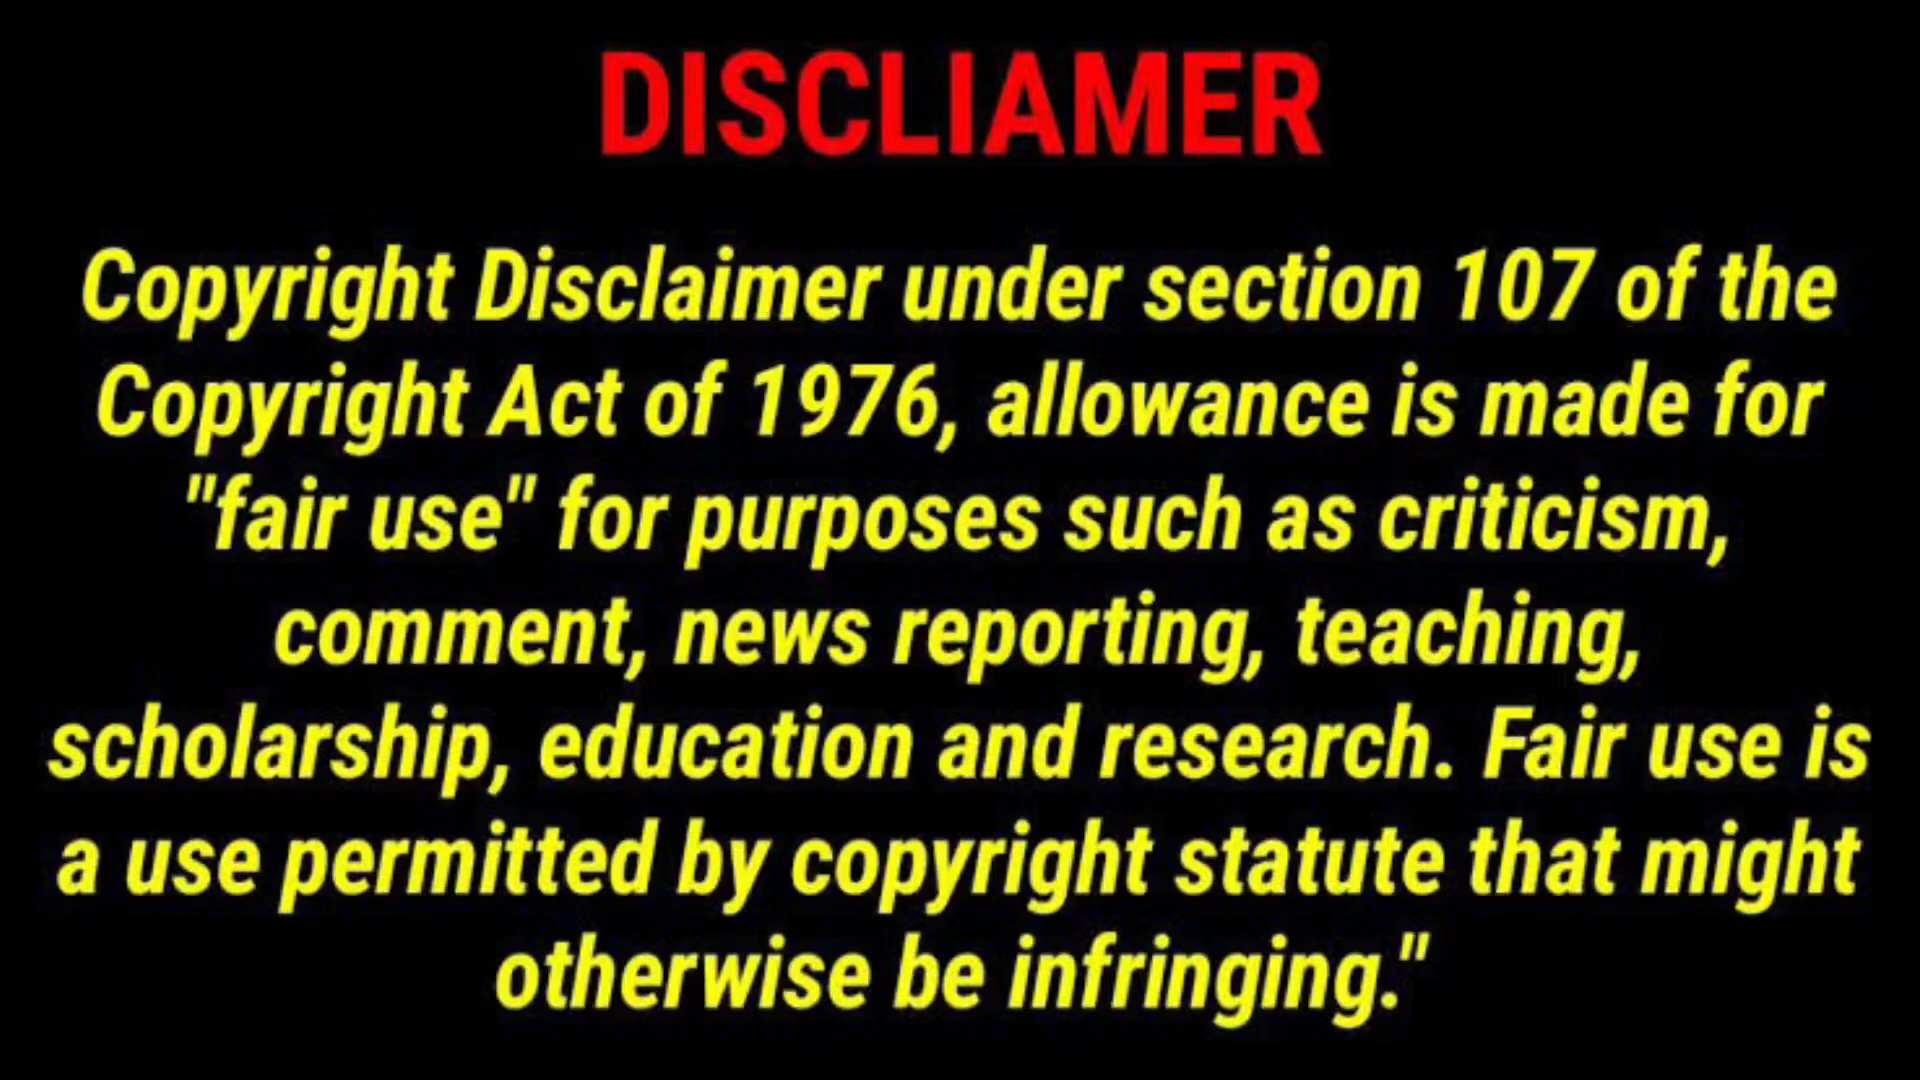 DISCLIAMER
Copyright Disclaimer under section 107 of the
Copyright Act of 1976, allowance is made for
"fair use" for purposes such as criticism,
comment, news reporting, teaching,
scholarship, education and research. Fair use is
a use permitted by copyright statute that might
otherwise be infringing."